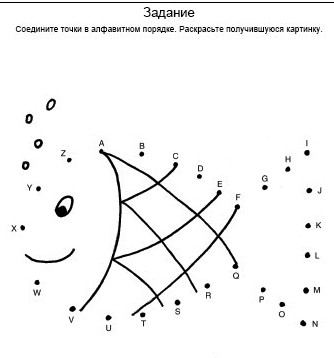 Задание
Соедините точки в алфавитном порядке. Раскрасьте получившуюся картинку.
A
B
C
D
E
F
G
H
I
J
K
L
M
N
O
P
Q
R
S
T
U
V
W
X
Y
Z